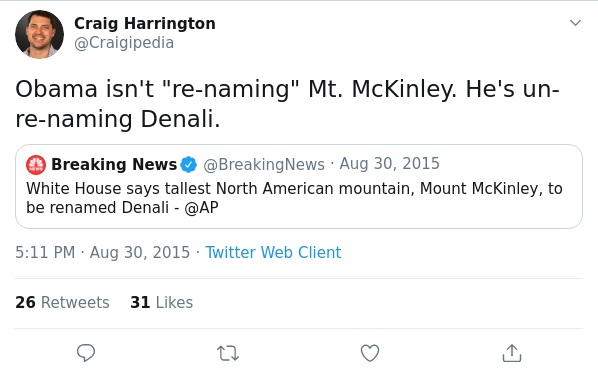 Craig Harrington
@Craigipedia
Obama isn't "re-naming" Mt. McKinley. He's un-
re-naming Denali.
Breaking News @BreakingNews · Aug 30, 2015
White House says tallest North American mountain, Mount McKinley, to
be renamed Denali - @AP
5:11 PM · Aug 30, 2015 · Twitter Web Client
26 Retweets 31 Likes